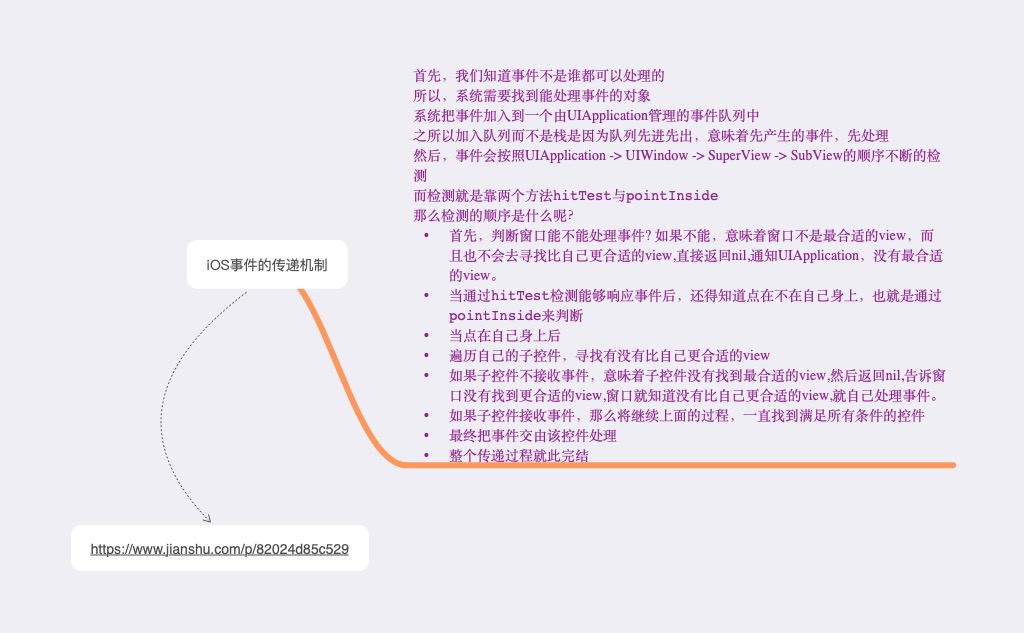 首先，我们知道事件不是谁都可以处理的
所以，系统需要找到能处理事件的对象
系统把事件加入到一个由UIApplication管理的事件队列中
之所以加入队列而不是栈是因为队列先进先出，意味着先产生的事件，先处理
然后，事件会按照UIApplication -> UIWindow -> SuperView -> SubView的顺序不断的检
测
而检测就是靠两个方法hitTest与pointInside
那么检测的顺序是什么呢?
• 首先，判断窗口能不能处理事件? 如果不能，意味着窗口不是最合适的view，而
且也不会去寻找比自己更合适的view,直接返回nil,通知UIApplication，没有最合适
的view。
• 当通过hitTest检测能够响应事件后，还得知道点在不在自己身上，也就是通过
pointInside来判断
• 当点在自己身上后
• 遍历自己的子控件，寻找有没有比自己更合适的view
• 如果子控件不接收事件，意味着子控件没有找到最合适的view,然后返回nil,告诉窗
口没有找到更合适的view,窗口就知道没有比自己更合适的view,就自己处理事件。
• 如果子控件接收事件，那么将继续上面的过程，一直找到满足所有条件的控件
• 最终把事件交由该控件处理
• 整个传递过程就此完结
iOS事件的传递机制
https://www.jianshu.com/p/82024d85c529